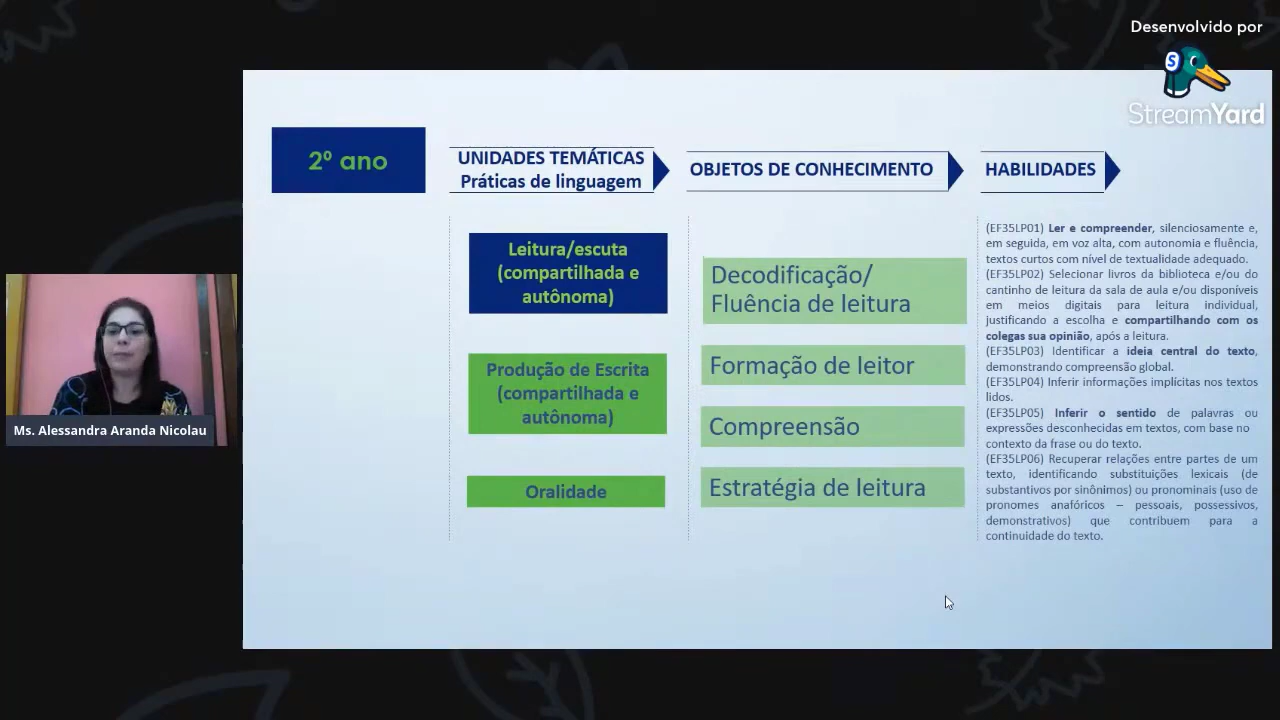 Desenvolvido por
StreamYard
2º ano
UNIDADES TEMÁTICAS
Práticas de linguagem
OBJETOS DE CONHECIMENTO
HABILIDADES
Leitura/escuta
(compartilhada e
autônoma)
Produção de Escrita
(compartilhada e
autônoma)
Oralidade
Decodificação/
Fluência de leitura
Formação de leitor
Compreensão
Estratégia de leitura
(EF35LP01) Ler e compreender, silenciosamente e,
em seguida, em voz alta, com autonomia e fluência,
textos curtos com nível de textualidade adequado.
(EF35LP02) Selecionar livros da biblioteca e/ou do
cantinho de leitura da sala de aula e/ou disponíveis
em meios digitais para leitura individual,
justificando a escolha e compartilhando com os
colegas sua opinião, após a leitura.
(EF35LP03) Identificar a ideia central do texto,
demonstrando compreensão global.
(EF35LP04) Inferir informações implícitas nos textos
lidos.
(EF35LP05) Inferir o sentido de palavras ou
expressões desconhecidas em textos, com base no
contexto da frase ou do texto.
(EF35LP06) Recuperar relações entre partes de um
texto, identificando substituições lexicais (de
substantivos por sinônimos) ou pronominais (uso de
pronomes anafóricos – pessoais, possessivos,
demonstrativos) que contribuem para a
continuidade do texto.
Ms. Alessandra Aranda Nicolau